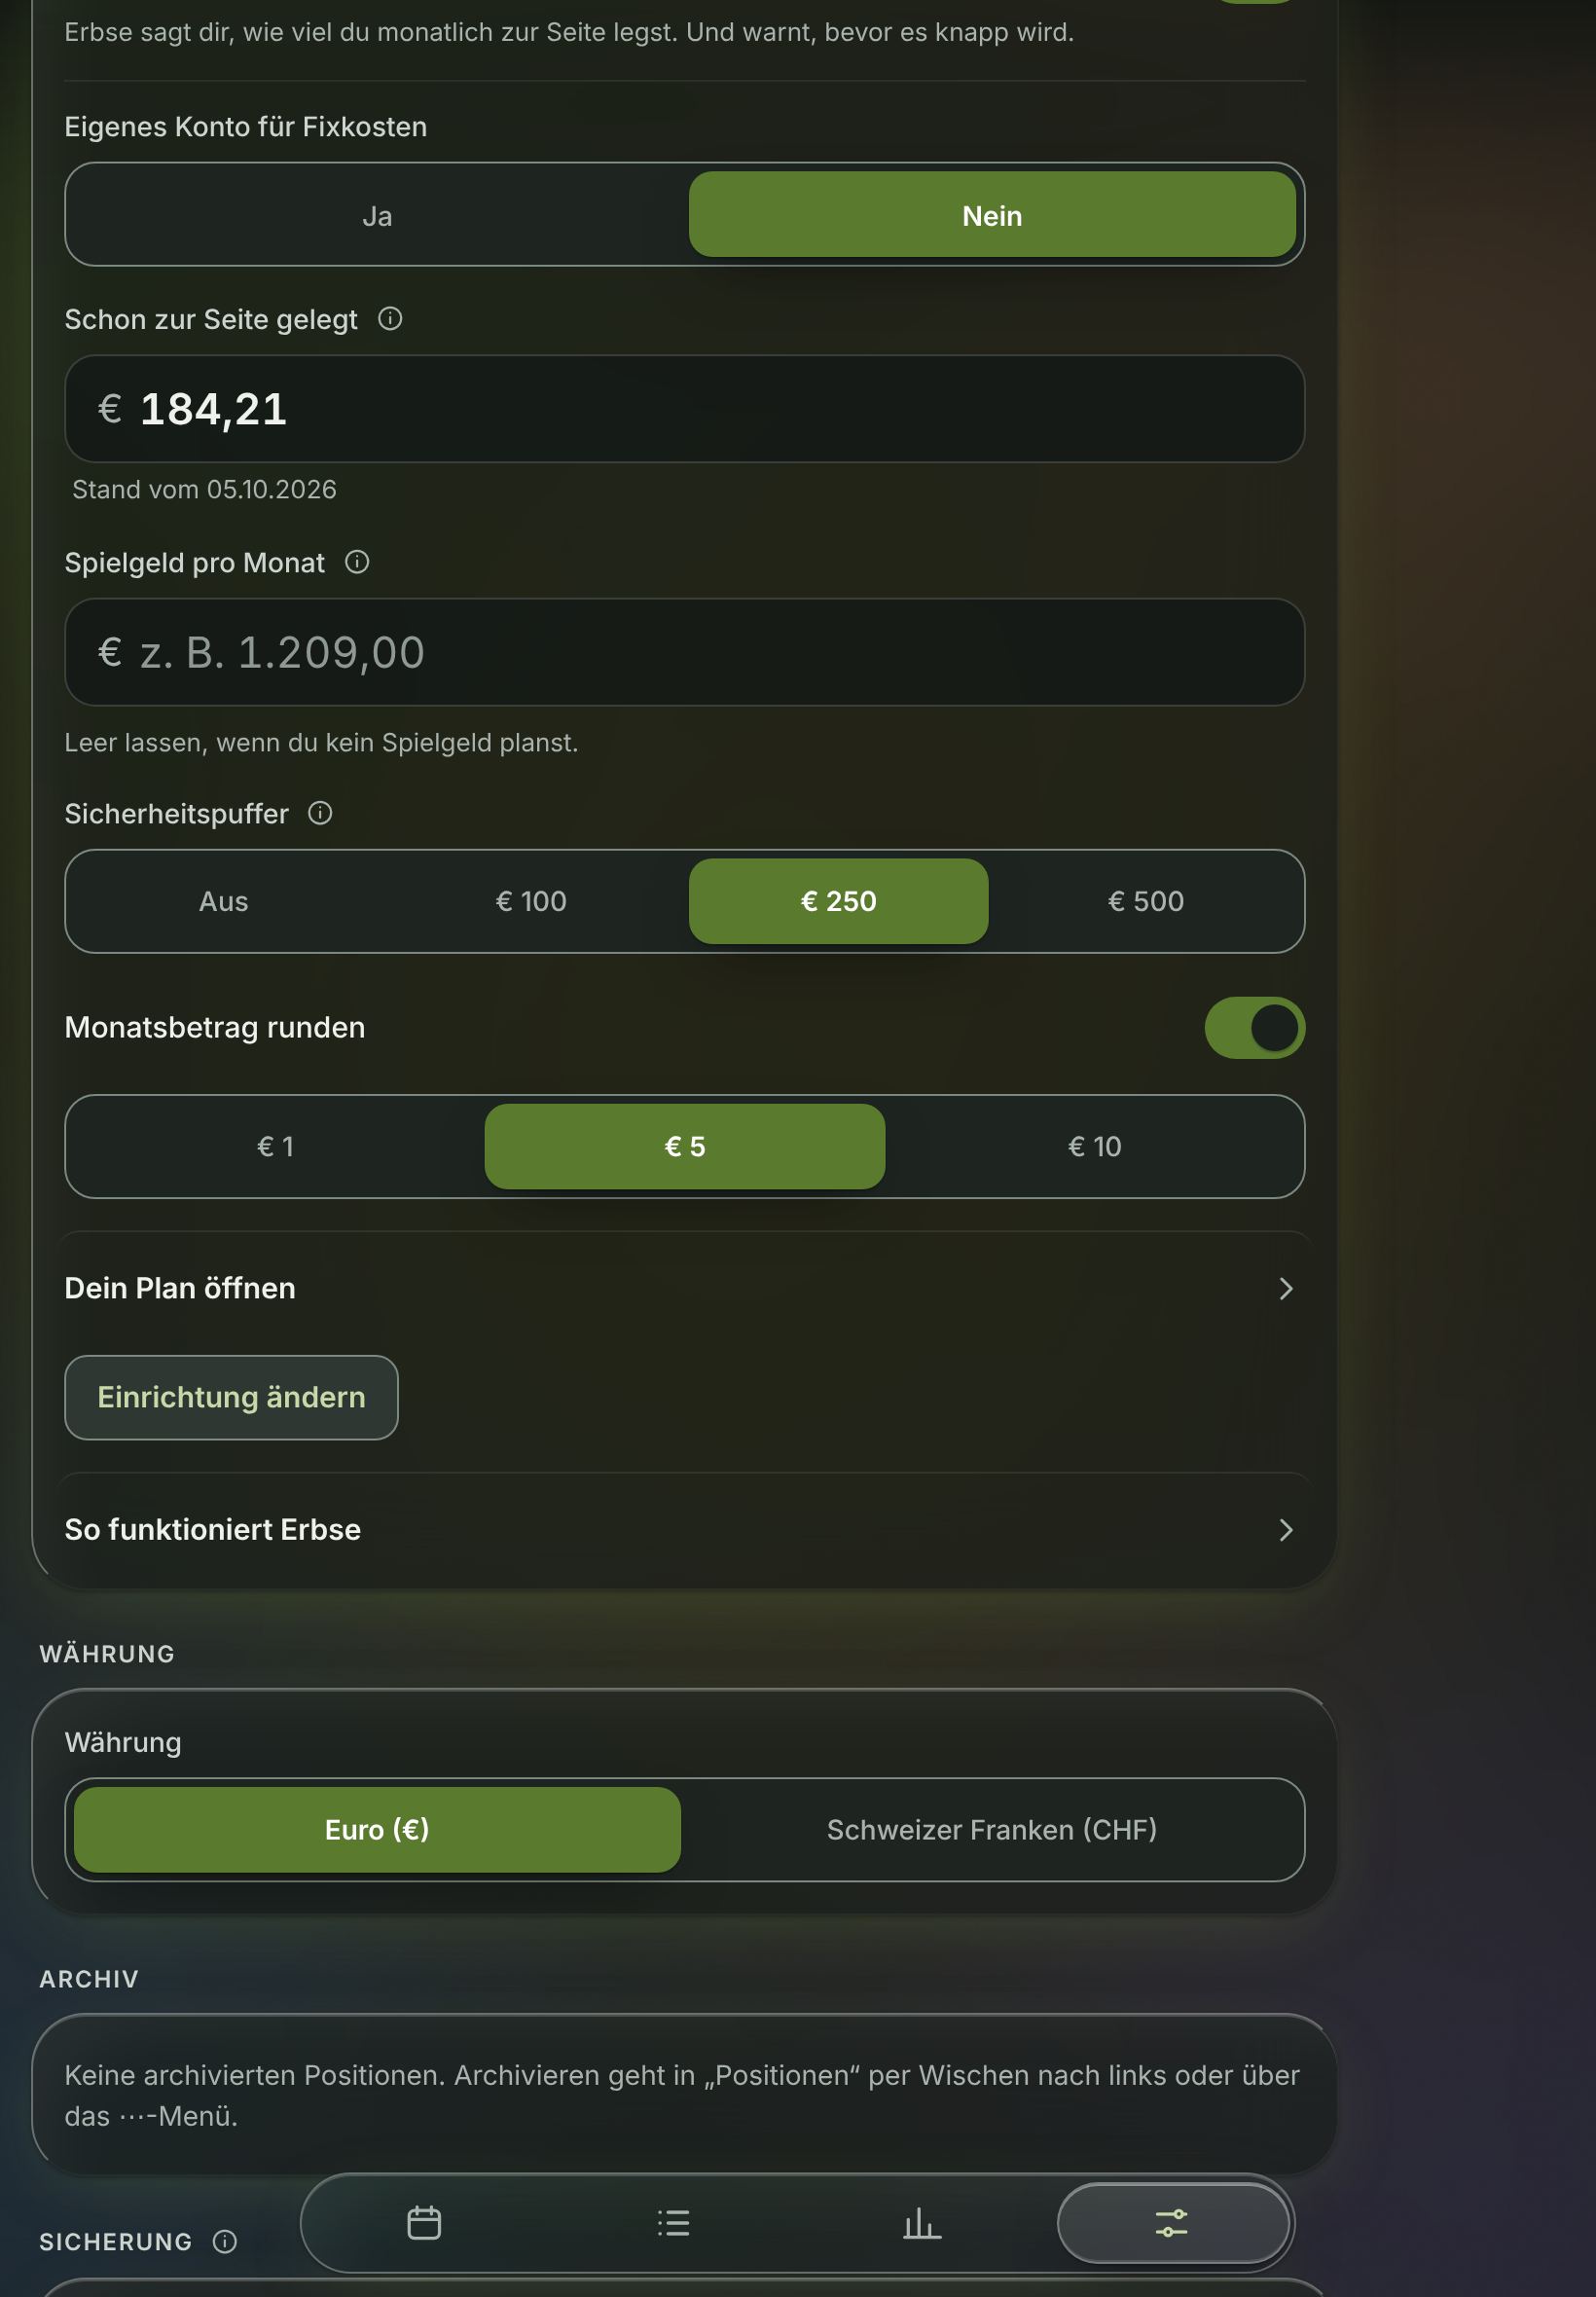 Erbse sagt dir, wie viel du monatlich zur Seite legst. Und warnt, bevor es knapp wird.
Eigenes Konto für Fixkosten
Ja
Nein
Schon zur Seite gelegt
€ 184,21
Stand vom 05.10.2026
Spielgeld pro Monat
€ z. B. 1.209,00
Leer lassen, wenn du kein Spielgeld planst.
Sicherheitspuffer
Aus
€ 100
€ 250
€ 500
Monatsbetrag runden
€ 1
€ 5
€ 10
Dein Plan öffnen
Einrichtung ändern
So funktioniert Erbse
WÄHRUNG
Währung
Euro (€)
Schweizer Franken (CHF)
ARCHIV
Keine archivierten Positionen. Archivieren geht in „Positionen“ per Wischen nach links oder über
das ···-Menü.
SICHERUNG